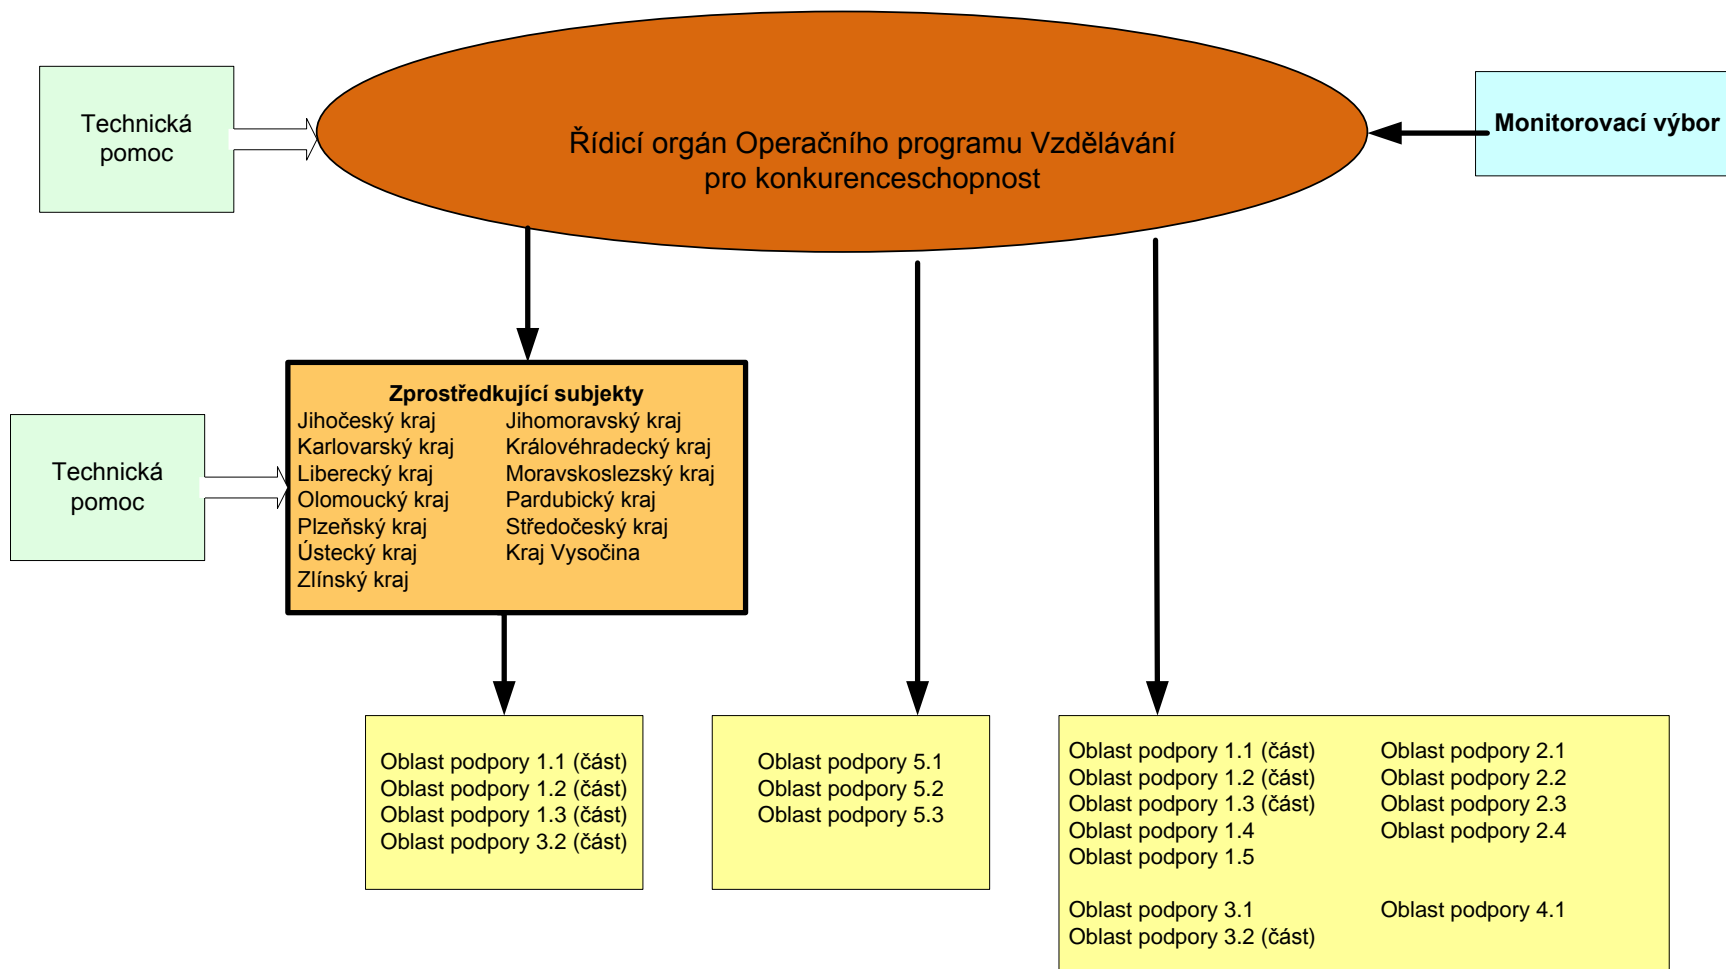 Technická
pomoc
Řídicí orgán Operačního programu Vzdělávání
pro konkurenceschopnost
Monitorovací výbor
Technická
pomoc
Zprostředkující subjekty
Jihočeský kraj Jihomoravský kraj
Karlovarský kraj Královéhradecký kraj
Liberecký kraj Moravskoslezský kraj
Olomoucký kraj Pardubický kraj
Plzeňský kraj Středočeský kraj
Ústecký kraj Kraj Vysočina
Zlínský kraj
Oblast podpory 1.1 (část)
Oblast podpory 1.2 (část)
Oblast podpory 1.3 (část)
Oblast podpory 3.2 (část)
Oblast podpory 5.1
Oblast podpory 5.2
Oblast podpory 5.3
Oblast podpory 1.1 (část) Oblast podpory 2.1
Oblast podpory 1.2 (část) Oblast podpory 2.2
Oblast podpory 1.3 (část) Oblast podpory 2.3
Oblast podpory 1.4 Oblast podpory 2.4
Oblast podpory 1.5
Oblast podpory 3.1 Oblast podpory 4.1
Oblast podpory 3.2 (část)